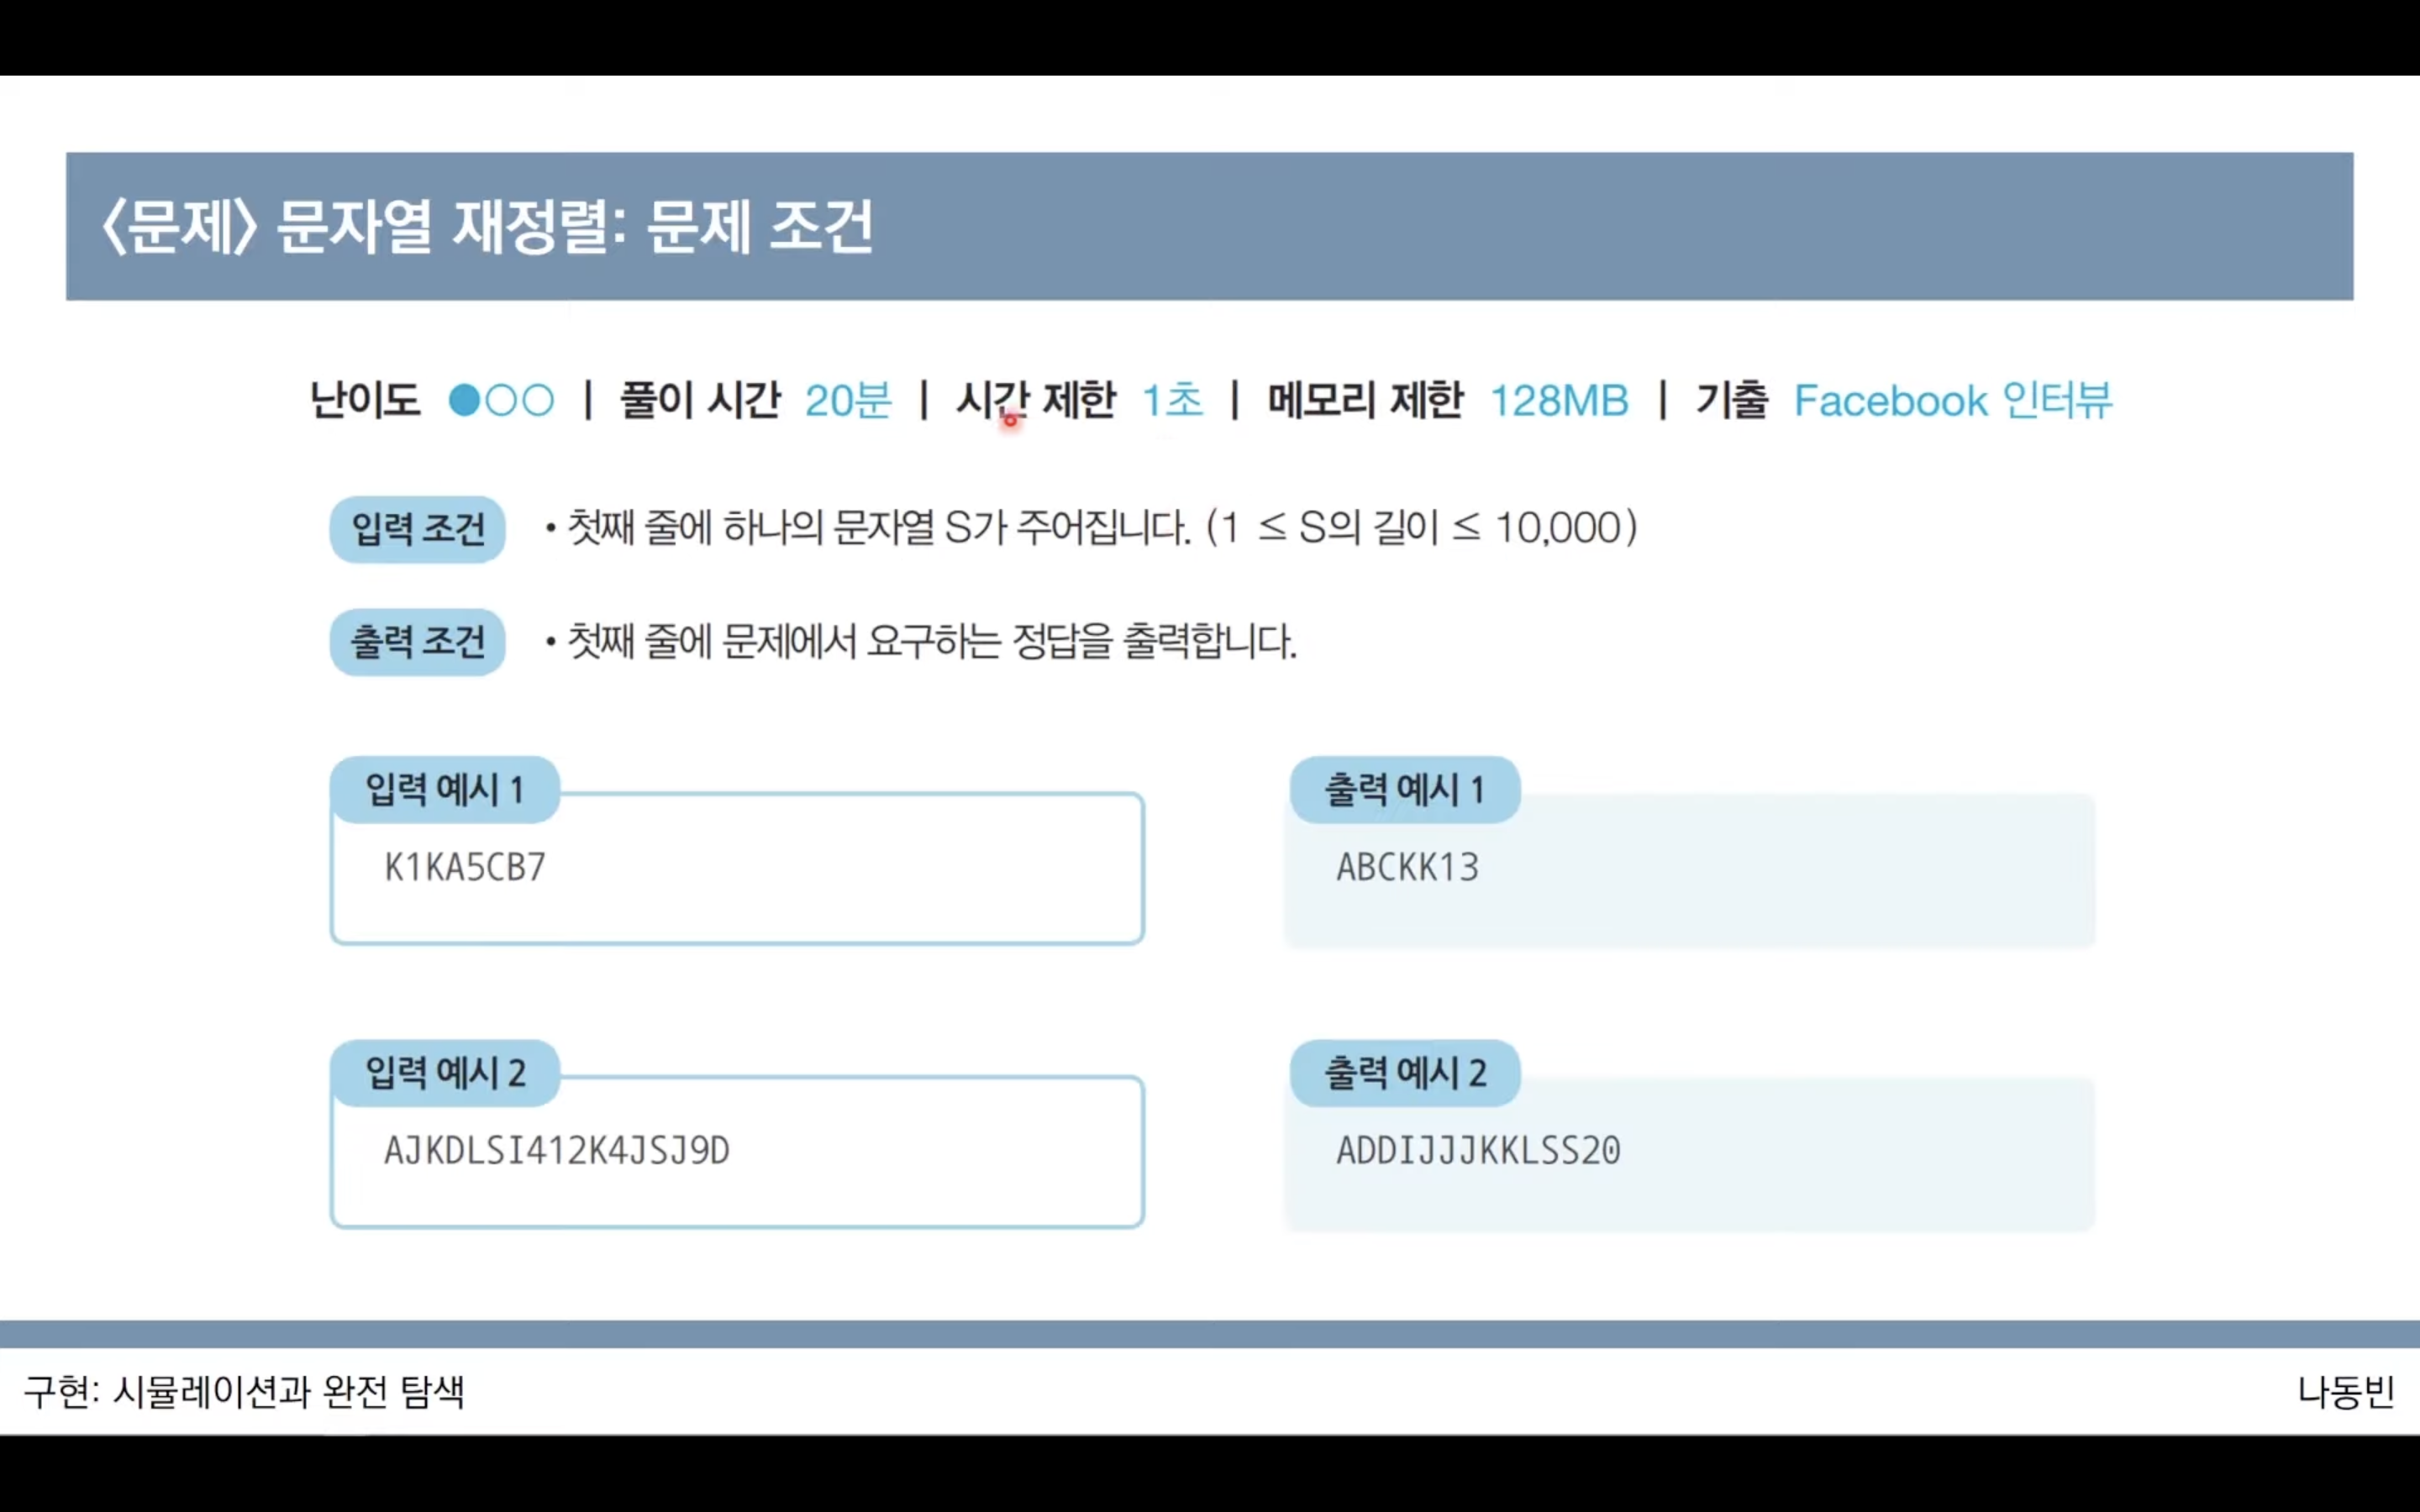 <문제> 문자열 재정렬: 문제 조건
난이도 ●○○ | 풀이 시간 20분 | 시간 제한 1초 | 메모리 제한 128MB | 기출 Facebook 인터뷰
입력 조건 • 첫째 줄에 하나의 문자열 S가 주어집니다. (1 ≤ S의 길이 ≤ 10,000)
출력 조건 • 첫째 줄에 문제에서 요구하는 정답을 출력합니다.
입력 예시 1
K1KA5CB7
출력 예시 1
ABCKK13
입력 예시 2
AJKDLSI412K4JSJ9D
출력 예시 2
ADDIJJJKKLSS20
구현: 시뮬레이션과 완전 탐색
나동빈